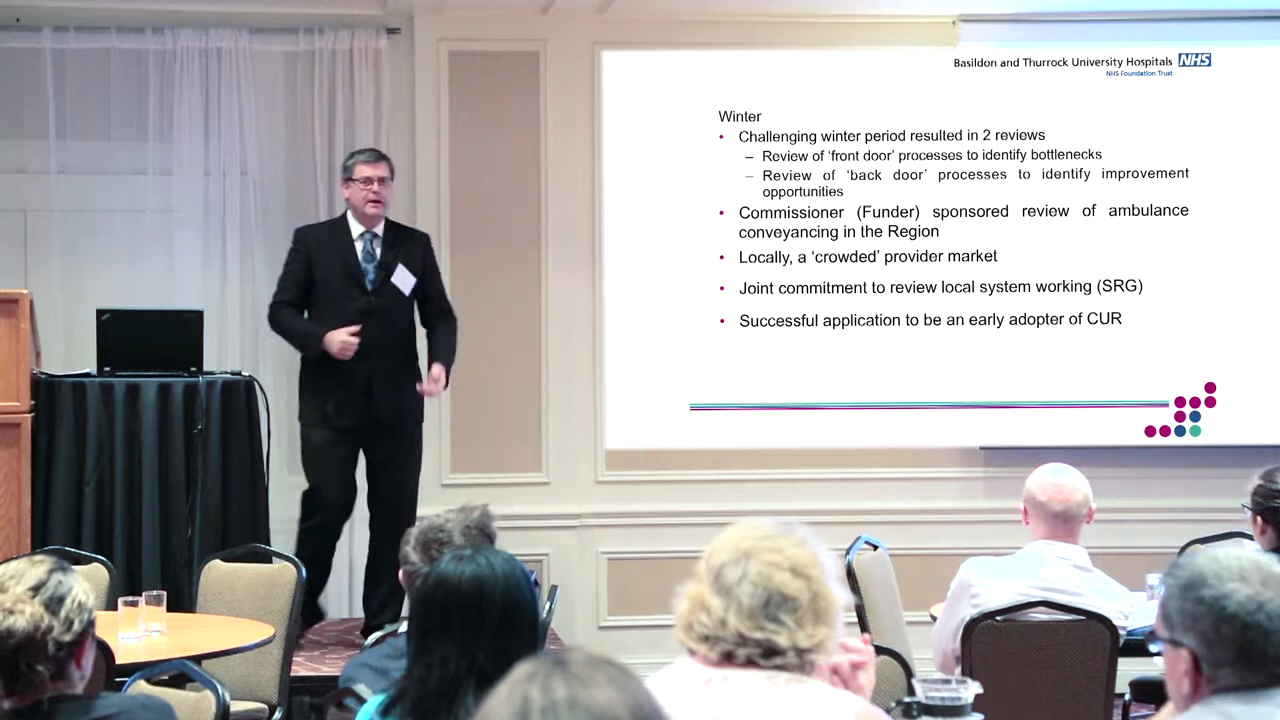 Basildon and Thurrock University Hospitals NHS
NHS Foundation Trust
Winter
• Challenging winter period resulted in 2 reviews
– Review of ‘front door’ processes to identify bottlenecks
– Review of ‘back door’ processes to identify improvement
opportunities
• Commissioner (Funder) sponsored review of ambulance
conveyancing in the Region
• Locally, a ‘crowded’ provider market
• Joint commitment to review local system working (SRG)
• Successful application to be an early adopter of CUR